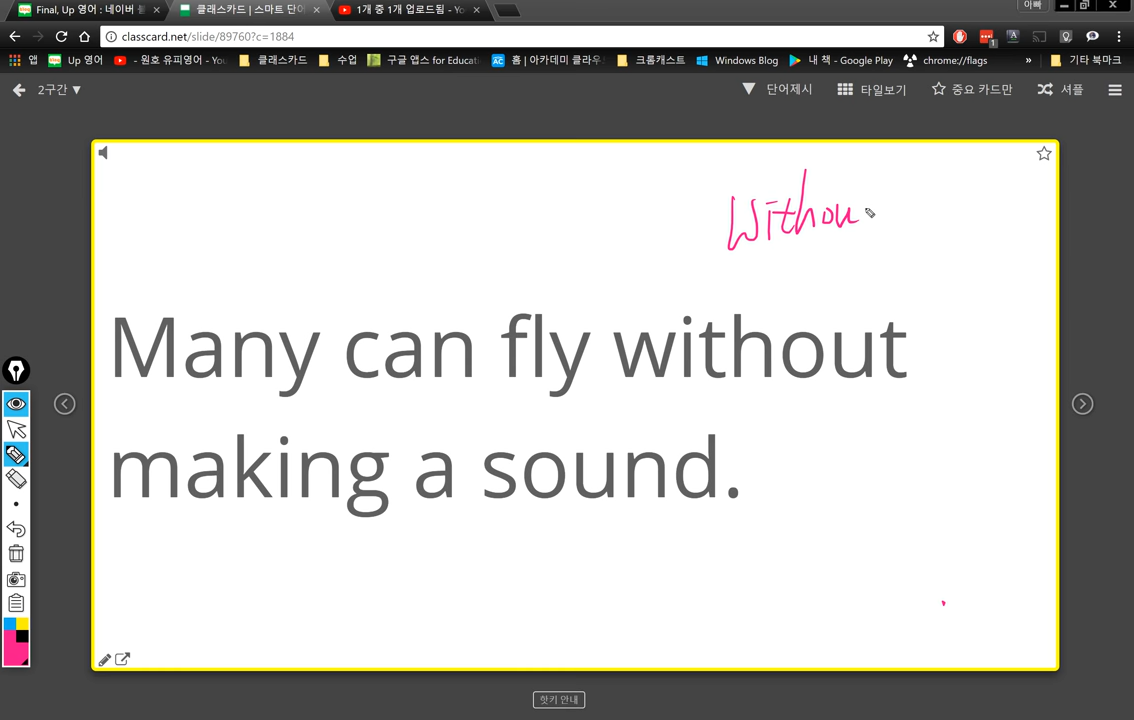 Final, Up 영어 : 네이버 블
클래스카드 | 스마트 단어
1개 중 1개 업로드됨 - Yo
아빠
classcard.net/slide/89760?c=1884
앱
Up 영어
- 원호 유피영어 - You
클래스카드
수업
구글 앱스 for Educati
홈 | 아카데미 클라우
크롬캐스트
Windows Blog
내 책 - Google Play
chrome://flags
»
기타 북마크
2구간 ▼
▼ 단어제시
타일보기
중요 카드만
셔플
Withou
Many can fly without
making a sound.
핫키 안내